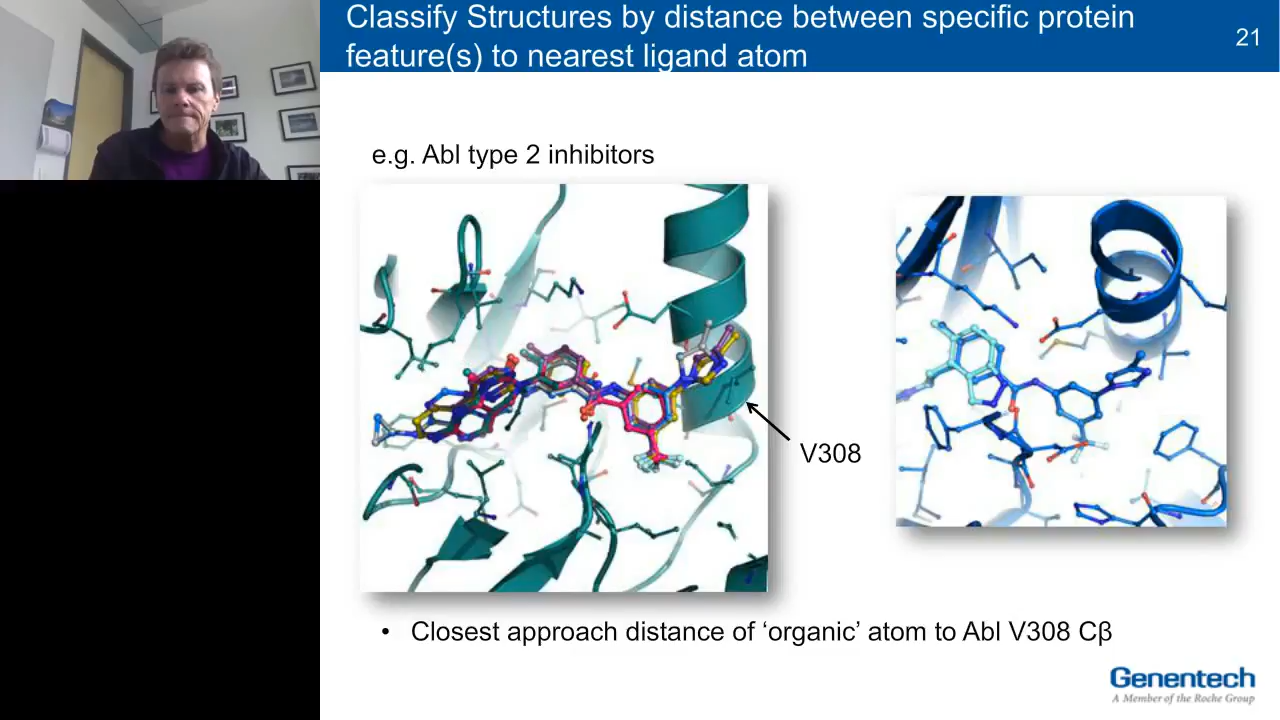 Classify Structures by distance between specific protein
feature(s) to nearest ligand atom
21
e.g. Abl type 2 inhibitors
V308
• Closest approach distance of ‘organic’ atom to Abl V308 Cβ
Genentech
A Member of the Roche Group